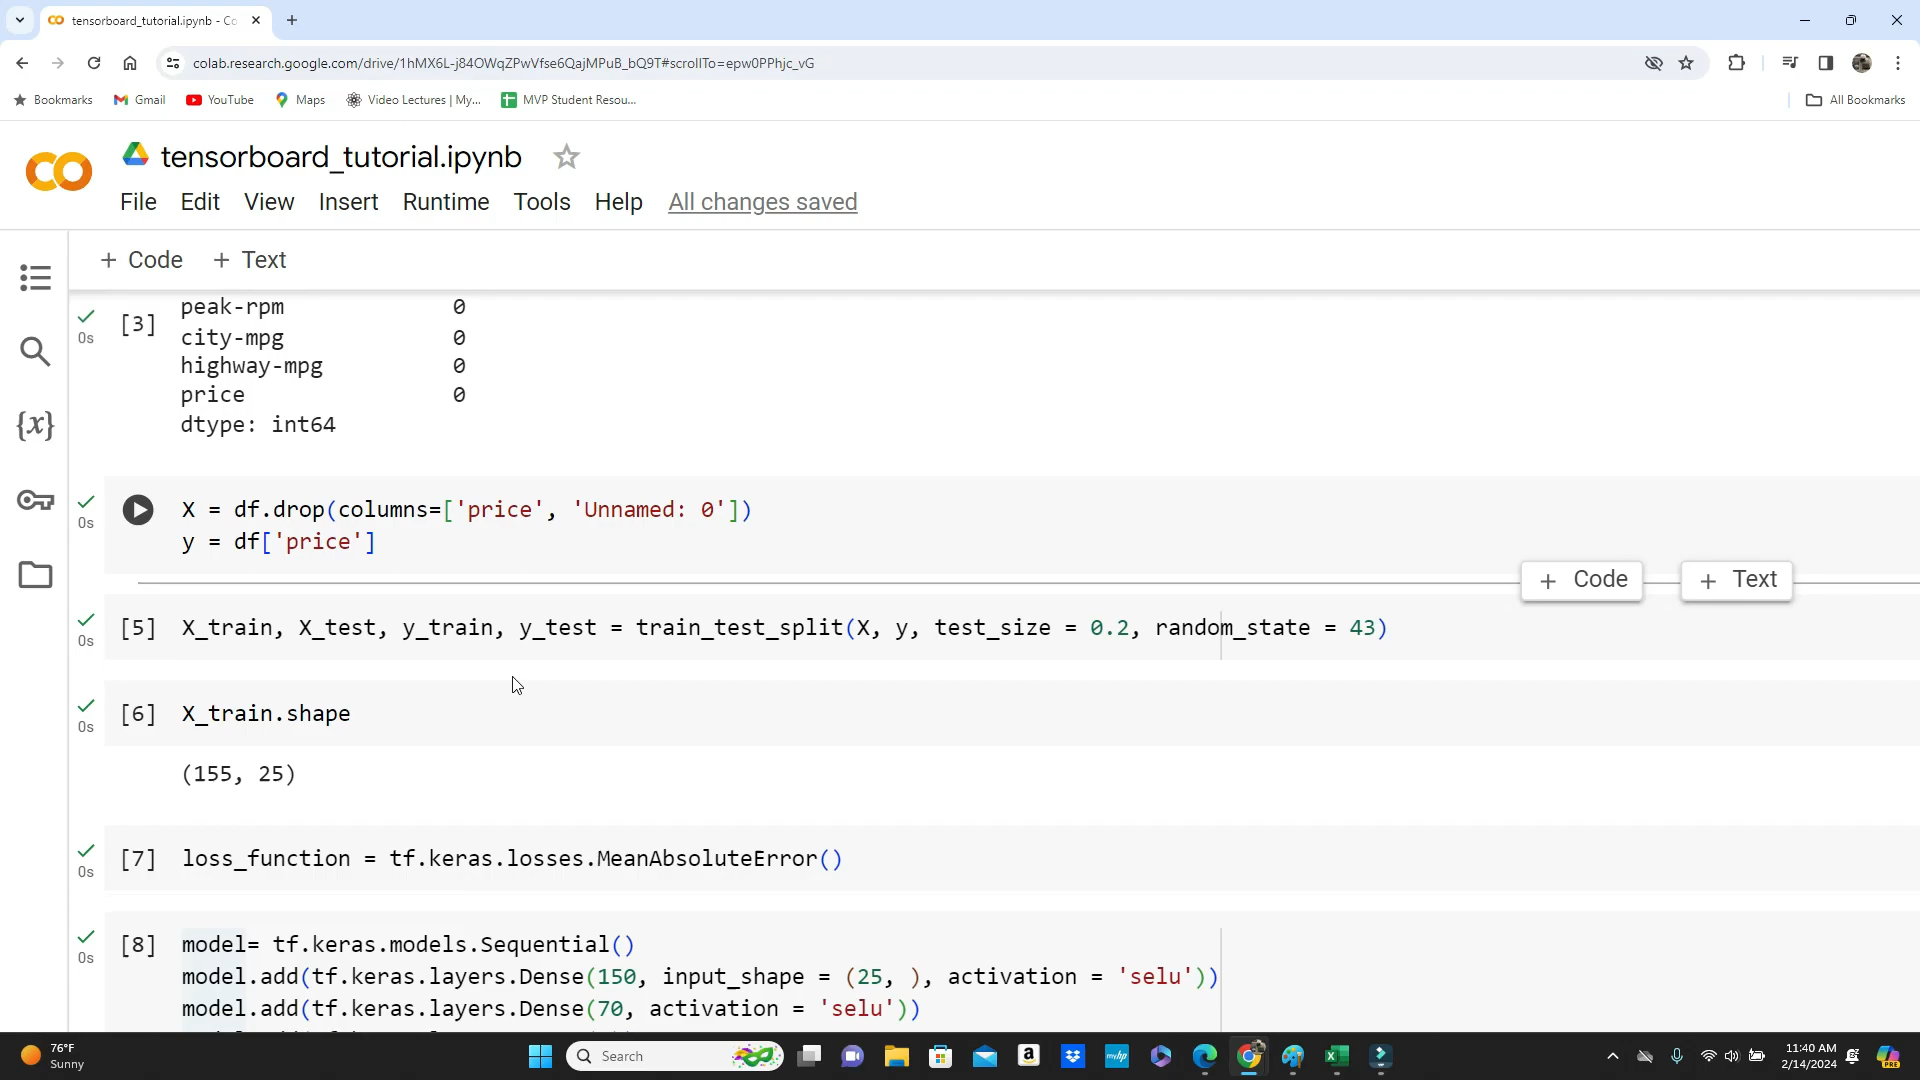 tensorboard_tutorial.ipynb - Co
colab.research.google.com/drive/1hMX6L-j84OWqZPwVfse6QajMPuB_bQ9T#scrollTo=epw0PPhjc_vG
Bookmarks
Gmail
YouTube
Maps
Video Lectures | My...
MVP Student Resou...
All Bookmarks
tensorboard_tutorial.ipynb
File Edit View Insert Runtime Tools Help All changes saved
+ Code + Text
[3] peak-rpm 0
0s city-mpg 0
highway-mpg 0
price 0
dtype: int64
X = df.drop(columns=['price', 'Unnamed: 0'])
0s
y = df['price']
+ Code + Text
[5] X_train, X_test, y_train, y_test = train_test_split(X, y, test_size = 0.2, random_state = 43)
0s
[6] X_train.shape
0s
(155, 25)
[7] loss_function = tf.keras.losses.MeanAbsoluteError()
0s
[8] model= tf.keras.models.Sequential()
0s
model.add(tf.keras.layers.Dense(150, input_shape = (25, ), activation = 'selu'))
model.add(tf.keras.layers.Dense(70, activation = 'selu'))
76°F
Sunny
Search
myhp
11:40 AM
2/14/2024
PRE